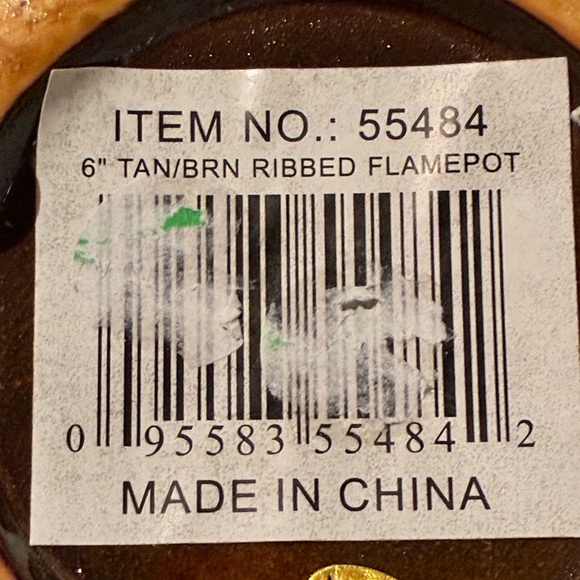 ITEM NO.: 55484
6" TAN/BRN RIBBED FLAMEPOT
0 95583 55484 2
MADE IN CHINA